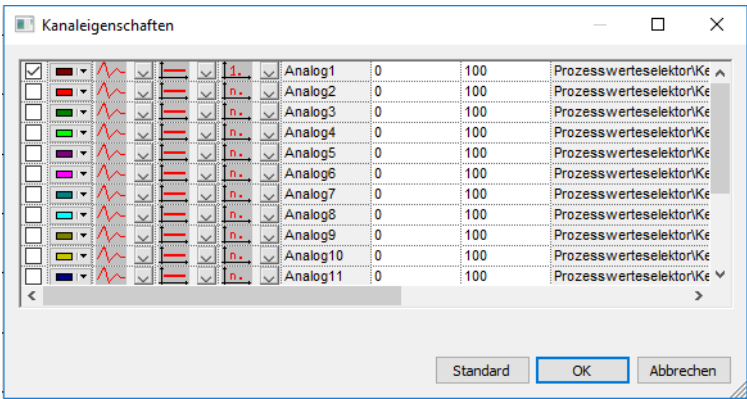 Kanaleigenschaften
1. Analog1 0 100 Prozesswerteselektor\Ke
n. Analog2 0 100 Prozesswerteselektor\Ke
n. Analog3 0 100 Prozesswerteselektor\Ke
n. Analog4 0 100 Prozesswerteselektor\Ke
n. Analog5 0 100 Prozesswerteselektor\Ke
n. Analog6 0 100 Prozesswerteselektor\Ke
n. Analog7 0 100 Prozesswerteselektor\Ke
n. Analog8 0 100 Prozesswerteselektor\Ke
n. Analog9 0 100 Prozesswerteselektor\Ke
n. Analog10 0 100 Prozesswerteselektor\Ke
n. Analog11 0 100 Prozesswerteselektor\Ke
Standard OK Abbrechen